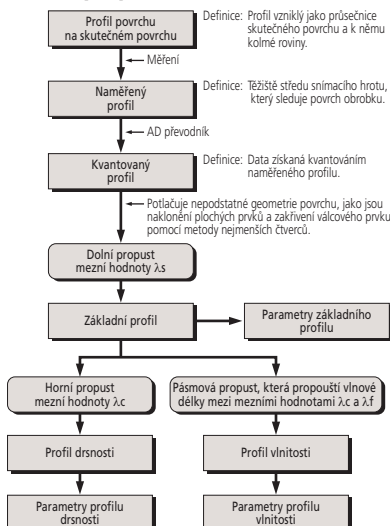 Profil povrchu
na skutečném povrchu
Definice: Profil vzniklý jako průsečnice
skutečného povrchu a k němu
kolmé roviny.
Měření
Naměřený
profil
Definice: Těžiště středu snímacího hrotu,
který sleduje povrch obrobku.
AD převodník
Kvantovaný
profil
Definice: Data získaná kvantováním
naměřeného profilu.
Potlačuje nepodstatné geometrie povrchu, jako jsou
naklonění plochých prvků a zakřivení válcového prvku
pomocí metody nejmenších čtverců.
Dolní propust
mezní hodnoty λs
Základní profil
Parametry základního
profilu
Horní propust
mezní hodnoty λc
Pásmová propust, která propouští vlnové
délky mezi mezními hodnotami λc a λf
Profil drsnosti
Profil vlnitosti
Parametry profilu
drsnosti
Parametry profilu
vlnitosti